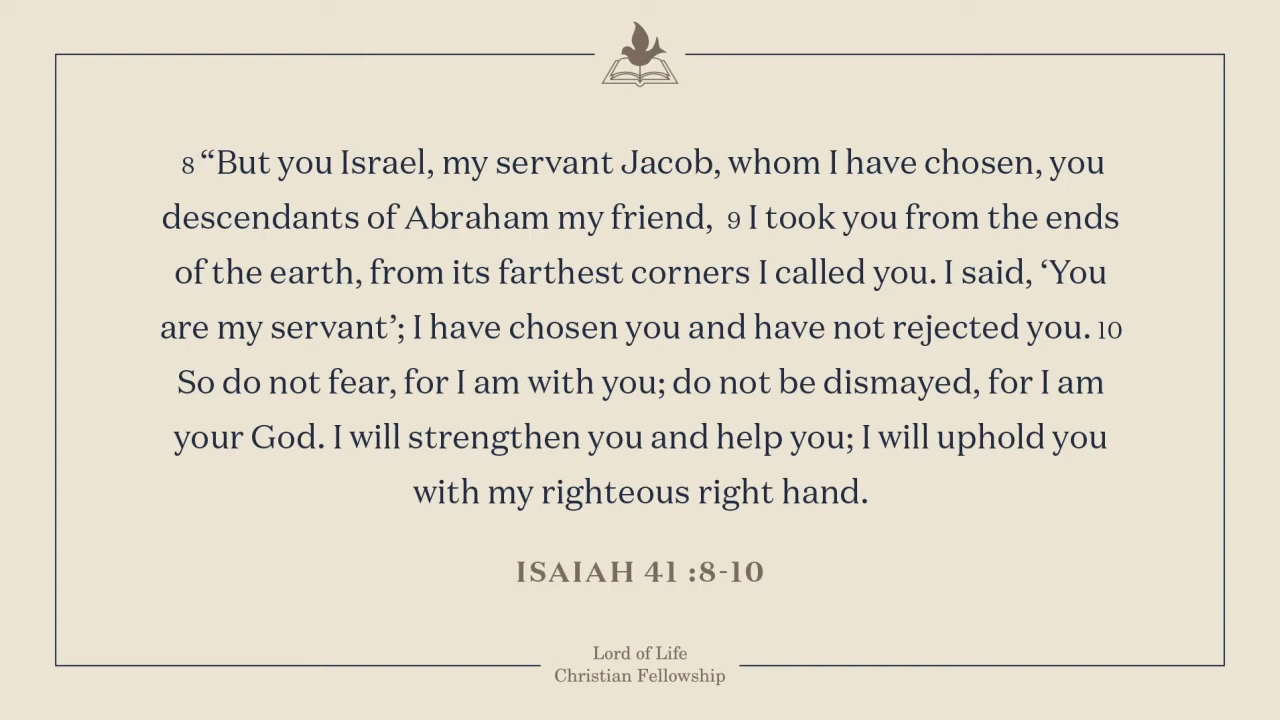 8 “But you Israel, my servant Jacob, whom I have chosen, you
descendants of Abraham my friend, 9 I took you from the ends
of the earth, from its farthest corners I called you. I said, ‘You
are my servant’; I have chosen you and have not rejected you. 10
So do not fear, for I am with you; do not be dismayed, for I am
your God. I will strengthen you and help you; I will uphold you
with my righteous right hand.
ISAIAH 41 :8-10
Lord of Life
Christian Fellowship